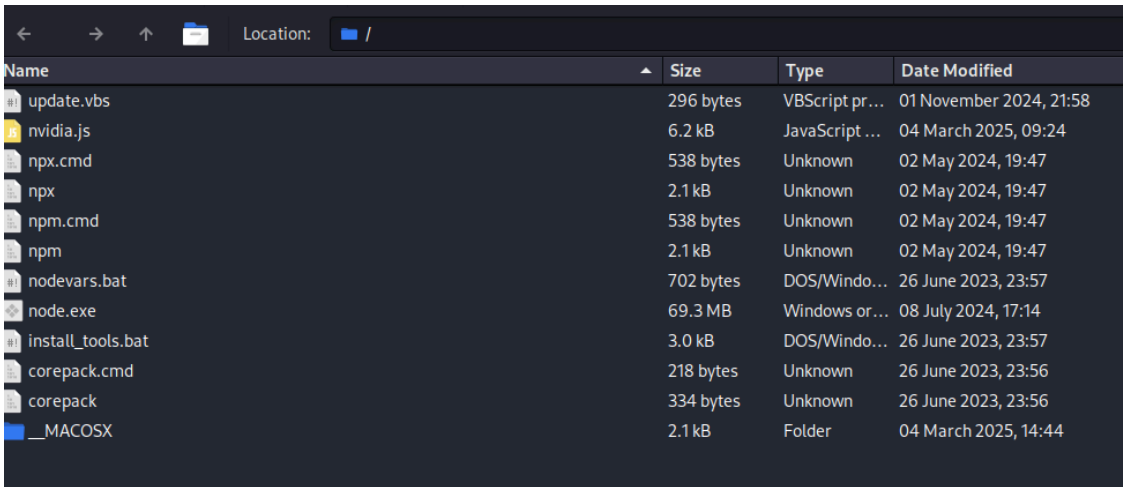 Location: /
Name Size Type Date Modified
update.vbs 296 bytes VBScript pr... 01 November 2024, 21:58
nvidia.js 6.2 kB JavaScript ... 04 March 2025, 09:24
npx.cmd 538 bytes Unknown 02 May 2024, 19:47
npx 2.1 kB Unknown 02 May 2024, 19:47
npm.cmd 538 bytes Unknown 02 May 2024, 19:47
npm 2.1 kB Unknown 02 May 2024, 19:47
nodevars.bat 702 bytes DOS/Windo... 26 June 2023, 23:57
node.exe 69.3 MB Windows or... 08 July 2024, 17:14
install_tools.bat 3.0 kB DOS/Windo... 26 June 2023, 23:57
corepack.cmd 218 bytes Unknown 26 June 2023, 23:56
corepack 334 bytes Unknown 26 June 2023, 23:56
__MACOSX 2.1 kB Folder 04 March 2025, 14:44